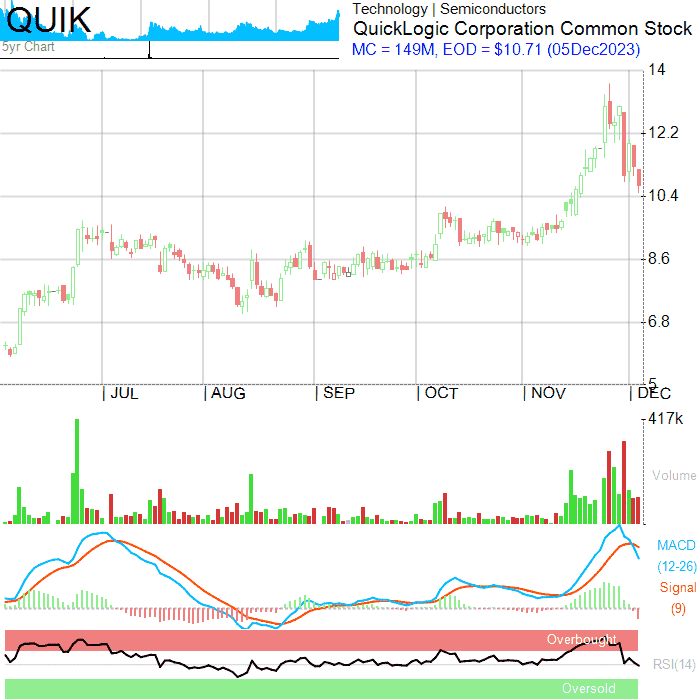 QUIK
5yr Chart
Technology | Semiconductors
QuickLogic Corporation Common Stock
MC = 149M, EOD = $10.71 (05Dec2023)
14
12.2
10.4
8.6
6.8
5
| JUL | AUG | SEP | OCT | NOV | DEC
417k
Volume
MACD
(12-26)
Signal
(9)
Overbought
RSI(14)
Oversold